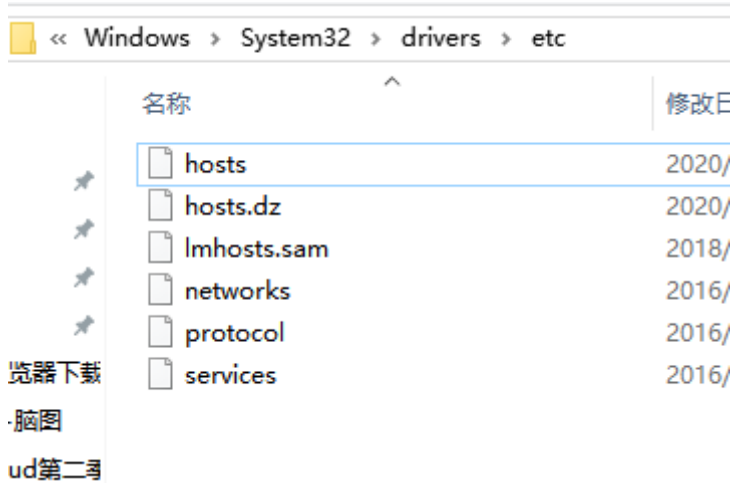 « Windows › System32 › drivers › etc
名称 修改日
hosts 2020/
hosts.dz 2020/
lmhosts.sam 2018/
networks 2016/
protocol 2016/
览器下载 services 2016/
脑图
ud第二季